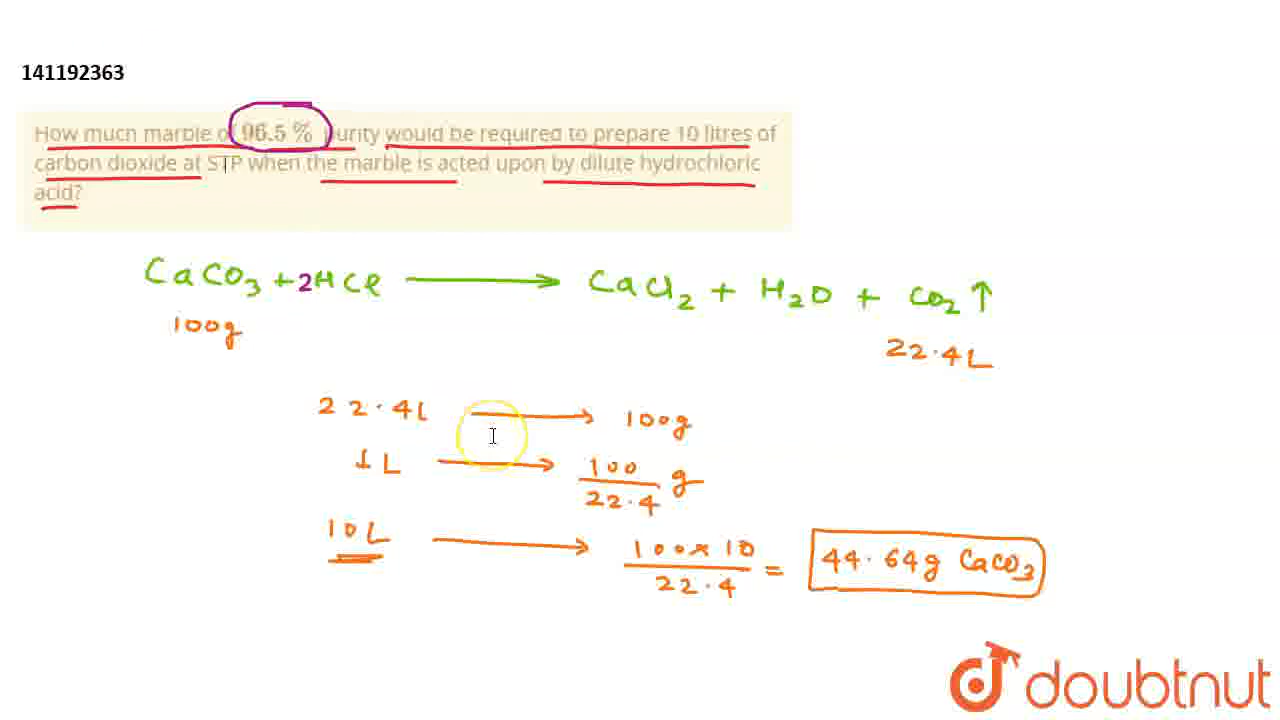 141192363
How much marble of 96.5 % purity would be required to prepare 10 litres of
carbon dioxide at STP when the marble is acted upon by dilute hydrochloric
acid?
CaCO3 + 2HCl → CaCl2 + H2O + CO2 ↑
100g 22.4L
22.4L → 100g
1L → 100/22.4 g
10L → 100×10/22.4 = 44.64g CaCO3
doubtnut